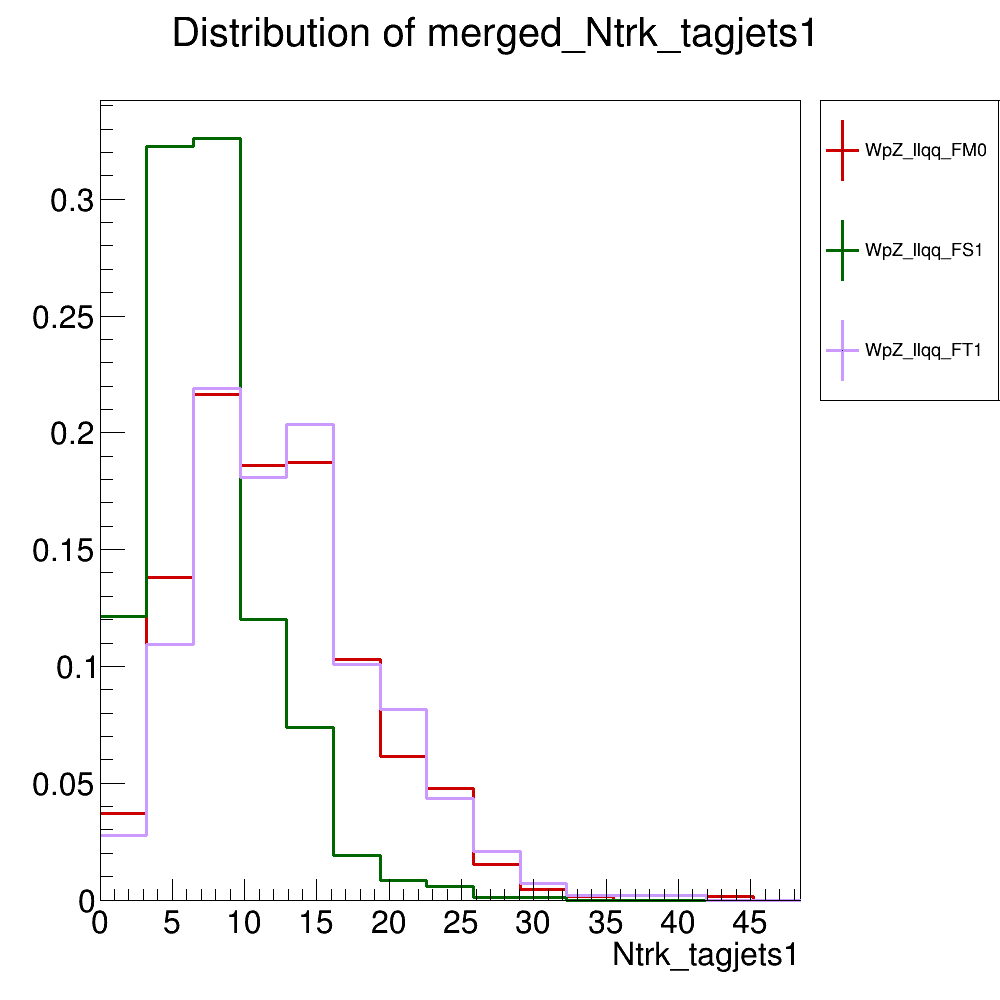 Distribution of merged_Ntrk_tagjets1
WpZ_llqq_FM0
WpZ_llqq_FS1
WpZ_llqq_FT1
0.3
0.25
0.2
0.15
0.1
0.05
0
0 5 10 15 20 25 30 35 40 45
Ntrk_tagjets1